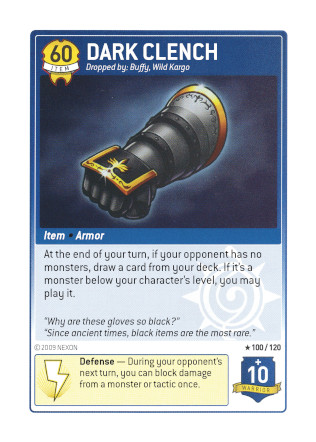 60
ITEM
DARK CLENCH
Dropped by: Buffy, Wild Kargo
Item • Armor
At the end of your turn, if your opponent has no
monsters, draw a card from your deck. If it's a
monster below your character's level, you may
play it.
"Why are these gloves so black?"
"Since ancient times, black items are the most rare."
©2009 NEXON
★ 100/120
Defense — During your opponent's
next turn, you can block damage
from a monster or tactic once.
+
10
WARRIOR